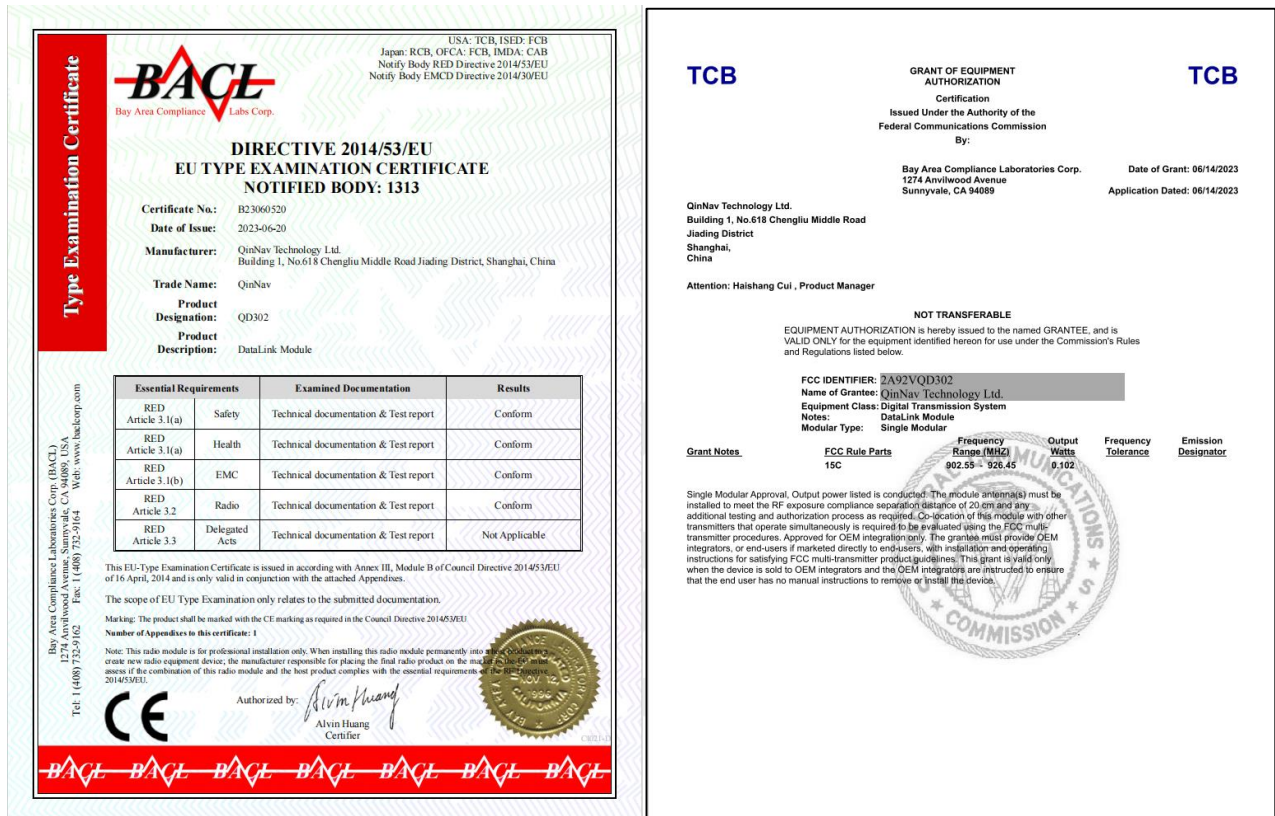 Type Examination Certificate
Bay Area Compliance Laboratories Corp. (BACL)
1274 Anvilwood Avenue, Sunnyvale, CA 94089, USA
Tel: 1 (408) 732-9162 Fax: 1 (408) 732-9164 Web: www.baclcorp.com
BACL
Bay Area Compliance Labs Corp.
USA: TCB, ISED: FCB
Japan: RCB, OFCA: FCB, IMDA: CAB
Notify Body RED Directive 2014/53/EU
Notify Body EMCD Directive 2014/30/EU
DIRECTIVE 2014/53/EU
EU TYPE EXAMINATION CERTIFICATE
NOTIFIED BODY: 1313
Certificate No.: B23060520
Date of Issue: 2023-06-20
Manufacturer: QinNav Technology Ltd.
Building 1, No.618 Chengliu Middle Road Jiading District, Shanghai, China
Trade Name: QinNav
Product
Designation: QD302
Product
Description: DataLink Module
Essential Requirements Examined Documentation Results
RED
Article 3.1(a) Safety Technical documentation & Test report Conform
RED
Article 3.1(a) Health Technical documentation & Test report Conform
RED
Article 3.1(b) EMC Technical documentation & Test report Conform
RED
Article 3.2 Radio Technical documentation & Test report Conform
RED
Article 3.3 Delegated Acts Technical documentation & Test report Not Applicable
This EU-Type Examination Certificate is issued in according with Annex III, Module B of Council Directive 2014/53/EU
of 16 April, 2014 and is only valid in conjunction with the attached Appendixes.
The scope of EU Type Examination only relates to the submitted documentation.
Marking: The product shall be marked with the CE marking as required in the Council Directive 2014/53/EU
Number of Appendixes to this certificate: 1
Note: This radio module is for professional installation only. When installing this radio module permanently into a host product to
create new radio equipment device; the manufacturer responsible for placing the final radio product on the market in the must
assess if the combination of this radio module and the host product complies with the essential requirements of the Directive
2014/53/EU.
CE
Authorized by: Alvin Huang
Alvin Huang
Certifier
NOV. 12,
1996
CALIFORNIA
BACL BACL BACL BACL BACL BACL BACL
TCB
GRANT OF EQUIPMENT
AUTHORIZATION
TCB
Certification
Issued Under the Authority of the
Federal Communications Commission
By:
Bay Area Compliance Laboratories Corp.
1274 Anvilwood Avenue
Sunnyvale, CA 94089
Date of Grant: 06/14/2023
Application Dated: 06/14/2023
QinNav Technology Ltd.
Building 1, No.618 Chengliu Middle Road
Jiading District
Shanghai,
China
Attention: Haishang Cui , Product Manager
NOT TRANSFERABLE
EQUIPMENT AUTHORIZATION is hereby issued to the named GRANTEE, and is
VALID ONLY for the equipment identified hereon for use under the Commission's Rules
and Regulations listed below.
FCC IDENTIFIER: 2A92VQD302
Name of Grantee: QinNav Technology Ltd.
Equipment Class: Digital Transmission System
Notes: DataLink Module
Modular Type: Single Modular
Grant Notes FCC Rule Parts Frequency Range (MHZ) Output Watts Frequency Tolerance Emission Designator
15C 902.55 - 926.45 0.102
Single Modular Approval, Output power listed is conducted. The module antenna(s) must be
installed to meet the RF exposure compliance separation distance of 20 cm and any
additional testing and authorization process as required. Co-location of this module with other
transmitters that operate simultaneously is required to be evaluated using the FCC multi-
transmitter procedures. Approved for OEM integration only. The grantee must provide OEM
integrators, or end-users if marketed directly to end-users, with installation and operating
instructions for satisfying FCC multi-transmitter product guidelines. This grant is valid only
when the device is sold to OEM integrators and the OEM integrators are instructed to ensure
that the end user has no manual instructions to remove or install the device.
FEDERAL COMMUNICATIONS COMMISSION